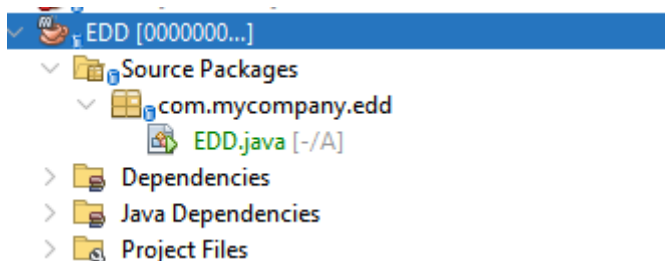 EDD [0000000...]
Source Packages
com.mycompany.edd
EDD.java [-/A]
Dependencies
Java Dependencies
Project Files